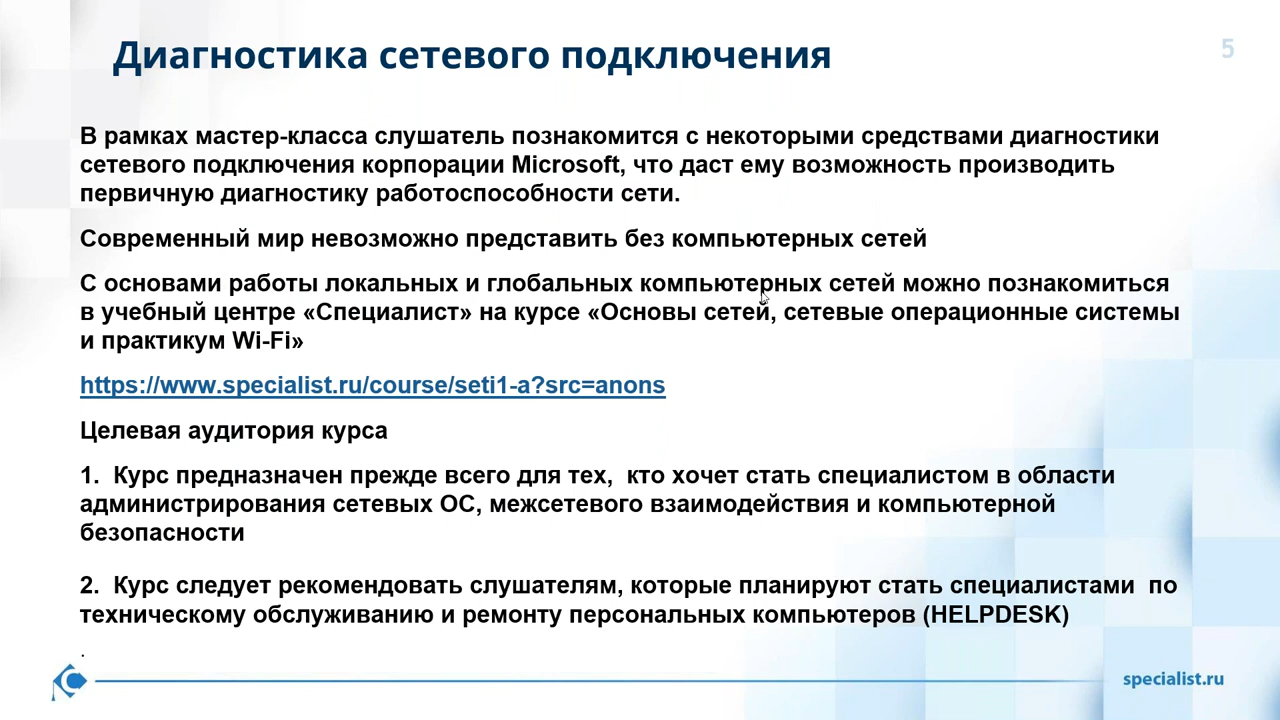 Диагностика сетевого подключения
5
В рамках мастер-класса слушатель познакомится с некоторыми средствами диагностики
сетевого подключения корпорации Microsoft, что даст ему возможность производить
первичную диагностику работоспособности сети.
Современный мир невозможно представить без компьютерных сетей
С основами работы локальных и глобальных компьютерных сетей можно познакомиться
в учебный центре «Специалист» на курсе «Основы сетей, сетевые операционные системы
и практикум Wi-Fi»
https://www.specialist.ru/course/seti1-a?src=anons
Целевая аудитория курса
1. Курс предназначен прежде всего для тех, кто хочет стать специалистом в области
администрирования сетевых ОС, межсетевого взаимодействия и компьютерной
безопасности
2. Курс следует рекомендовать слушателям, которые планируют стать специалистами по
техническому обслуживанию и ремонту персональных компьютеров (HELPDESK)
.
specialist.ru